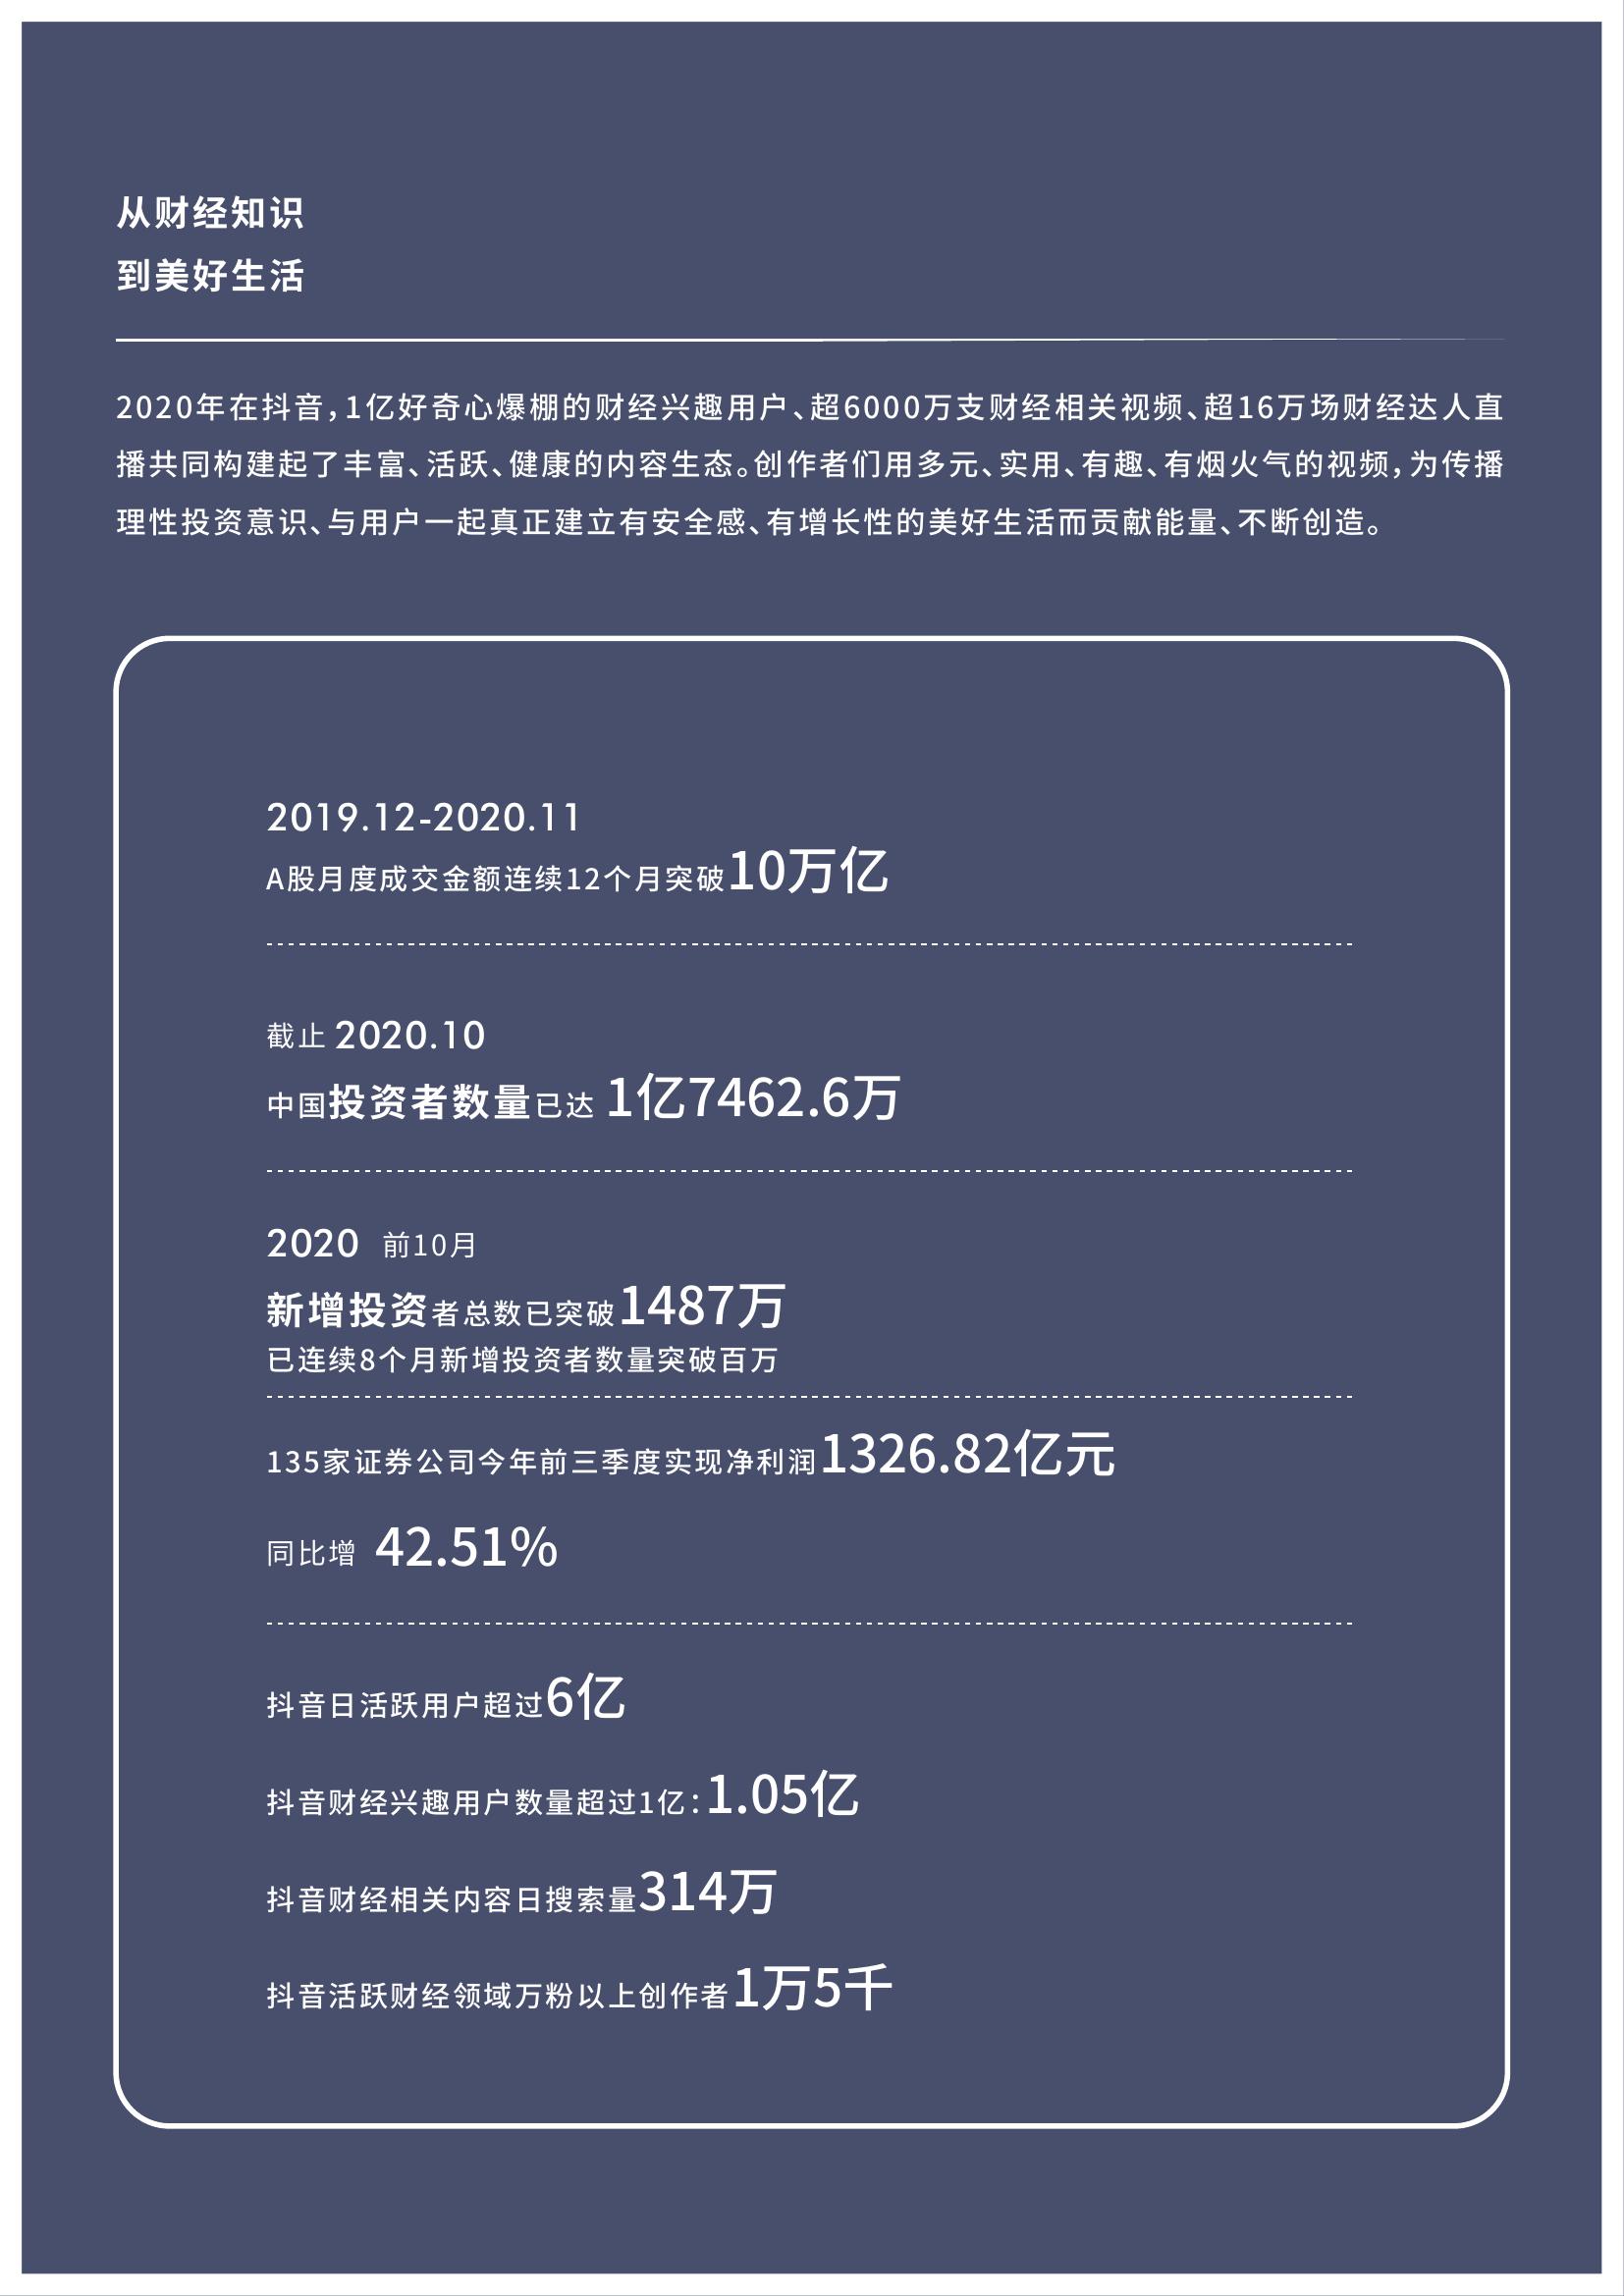 从财经知识
到美好生活
2020年在抖音,1亿好奇心爆棚的财经兴趣用户、超6000万支财经相关视频、超16万场财经达人直
播共同构建起了丰富、活跃、健康的内容生态。创作者们用多元、实用、有趣、有烟火气的视频,为传播
理性投资意识、与用户一起真正建立有安全感、有增长性的美好生活而贡献能量、不断创造。
2019.12-2020.11
A股月度成交金额连续12个月突破10万亿
截止 2020.10
中国投资者数量已达 1亿7462.6万
2020 前10月
新增投资者总数已突破1487万
已连续8个月新增投资者数量突破百万
135家证券公司今年前三季度实现净利润1326.82亿元
同比增 42.51%
抖音日活跃用户超过6亿
抖音财经兴趣用户数量超过1亿:1.05亿
抖音财经相关内容日搜索量314万
抖音活跃财经领域万粉以上创作者1万5千